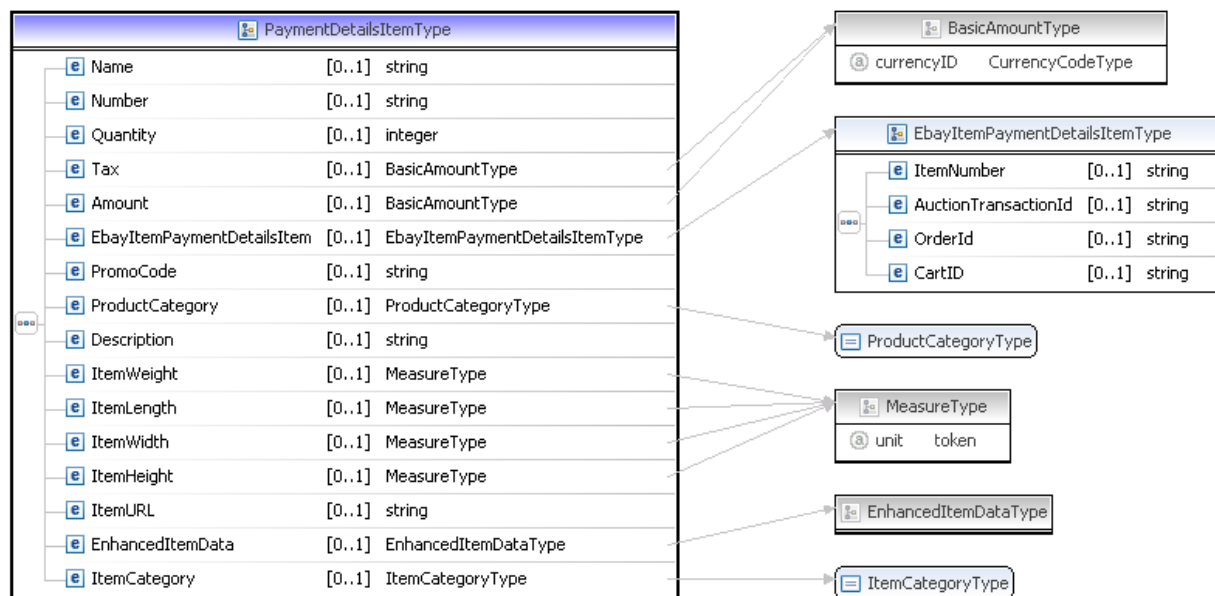 PaymentDetailsItemType
e Name [0..1] string
e Number [0..1] string
e Quantity [0..1] integer
e Tax [0..1] BasicAmountType
e Amount [0..1] BasicAmountType
e EbayItemPaymentDetailsItem [0..1] EbayItemPaymentDetailsItemType
e PromoCode [0..1] string
e ProductCategory [0..1] ProductCategoryType
e Description [0..1] string
e ItemWeight [0..1] MeasureType
e ItemLength [0..1] MeasureType
e ItemWidth [0..1] MeasureType
e ItemHeight [0..1] MeasureType
e ItemURL [0..1] string
e EnhancedItemData [0..1] EnhancedItemDataType
e ItemCategory [0..1] ItemCategoryType
BasicAmountType
a currencyID CurrencyCodeType
EbayItemPaymentDetailsItemType
e ItemNumber [0..1] string
e AuctionTransactionId [0..1] string
e OrderId [0..1] string
e CartID [0..1] string
ProductCategoryType
MeasureType
a unit token
EnhancedItemDataType
ItemCategoryType